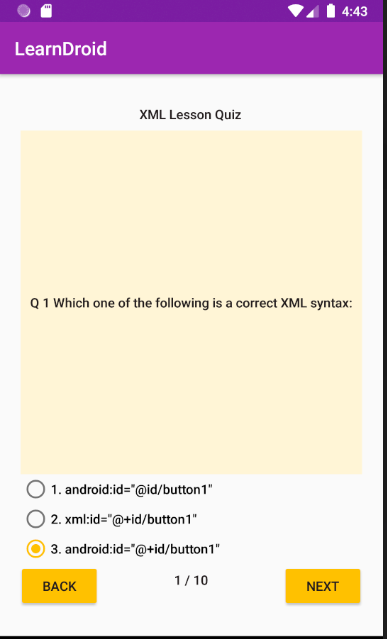 4:43
LearnDroid
XML Lesson Quiz
Q 1 Which one of the following is a correct XML syntax:
1. android:id="@id/button1"
2. xml:id="@+id/button1"
3. android:id="@+id/button1"
BACK
1 / 10
NEXT